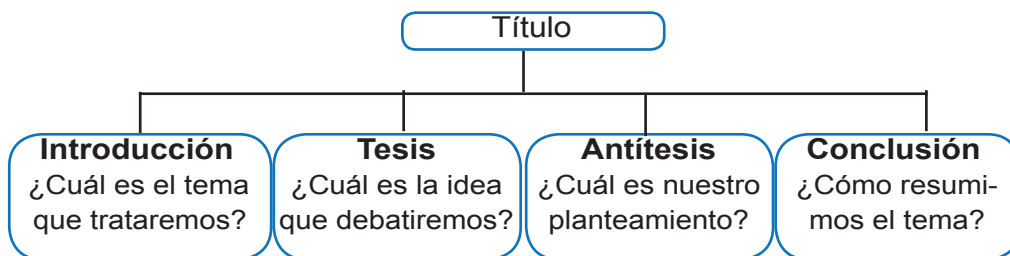 Título
Introducción
¿Cuál es el tema
que trataremos?
Tesis
¿Cuál es la idea
que debatiremos?
Antítesis
¿Cuál es nuestro
planteamiento?
Conclusión
¿Cómo resumi-
mos el tema?